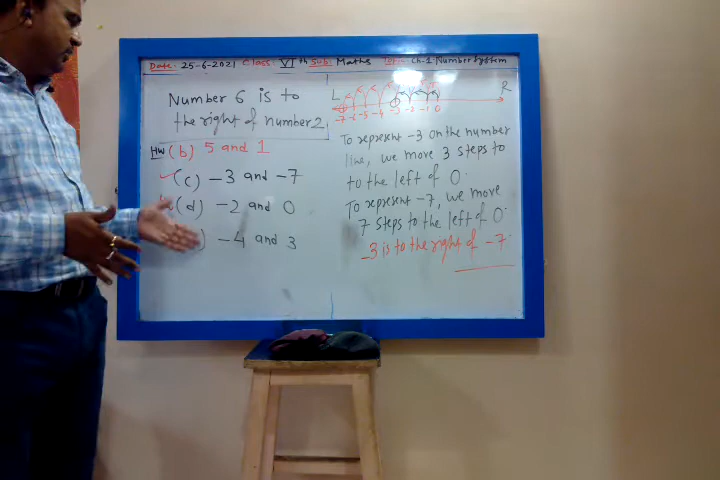 Date: 25-6-2021 Class: VIth Sub: Maths Topic: Ch-1 Number System
Number 6 is to
the right of number 2
HW (b) 5 and 1
(c) -3 and -7
(d) -2 and 0
) -4 and 3
L R
-7 -6 -5 -4 -3 -2 -1 0
To represent -3 on the number
line, we move 3 steps to
to the left of 0.
To represent -7, we move
7 steps to the left of 0.
-3 is to the right of -7.